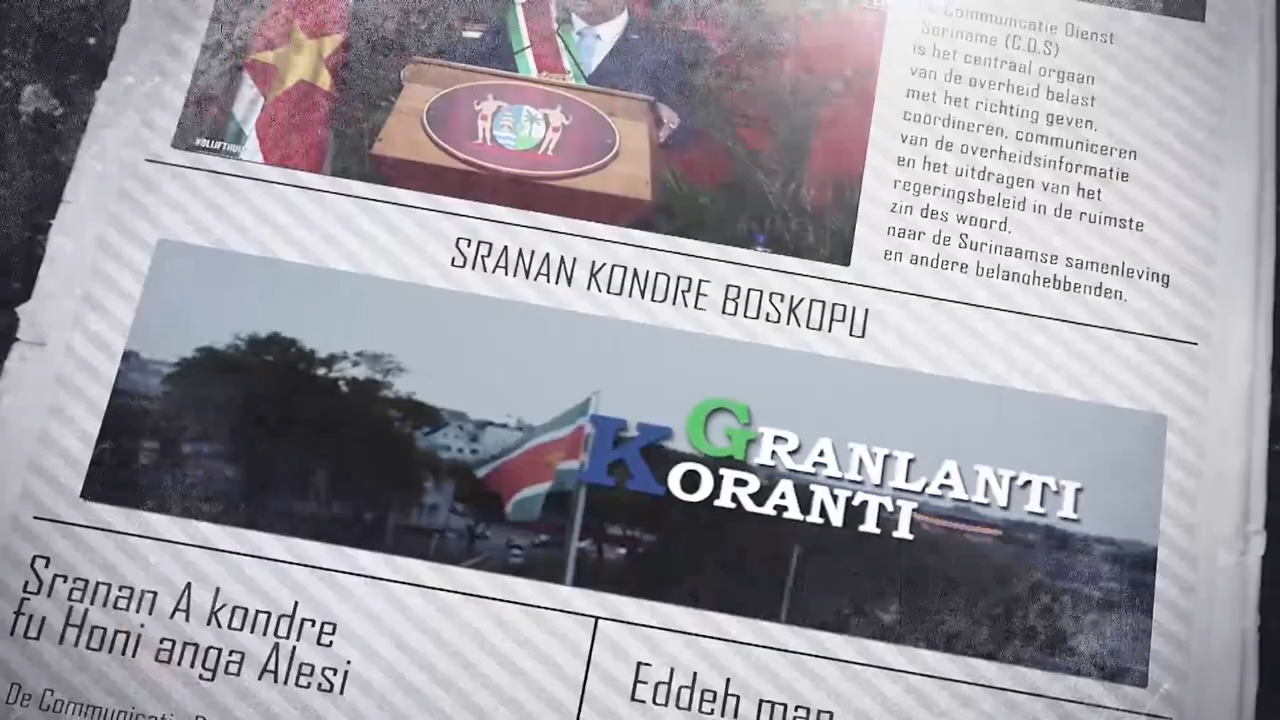 Communicatie Dienst
Suriname (C.D.S)
is het centraal orgaan
van de overheid belast
met het richting geven,
coördineren, communiceren
van de overheidsinformatie
en het uitdragen van het
regeringsbeleid in de ruimste
zin des woord.
naar de Surinaamse samenleving
en andere belanghebbenden.
SRANAN KONDRE BOSKOPU
GRANLANTI
KORANTI
Sranan A kondre
fu Honi anga Alesi
De
Eddeh man